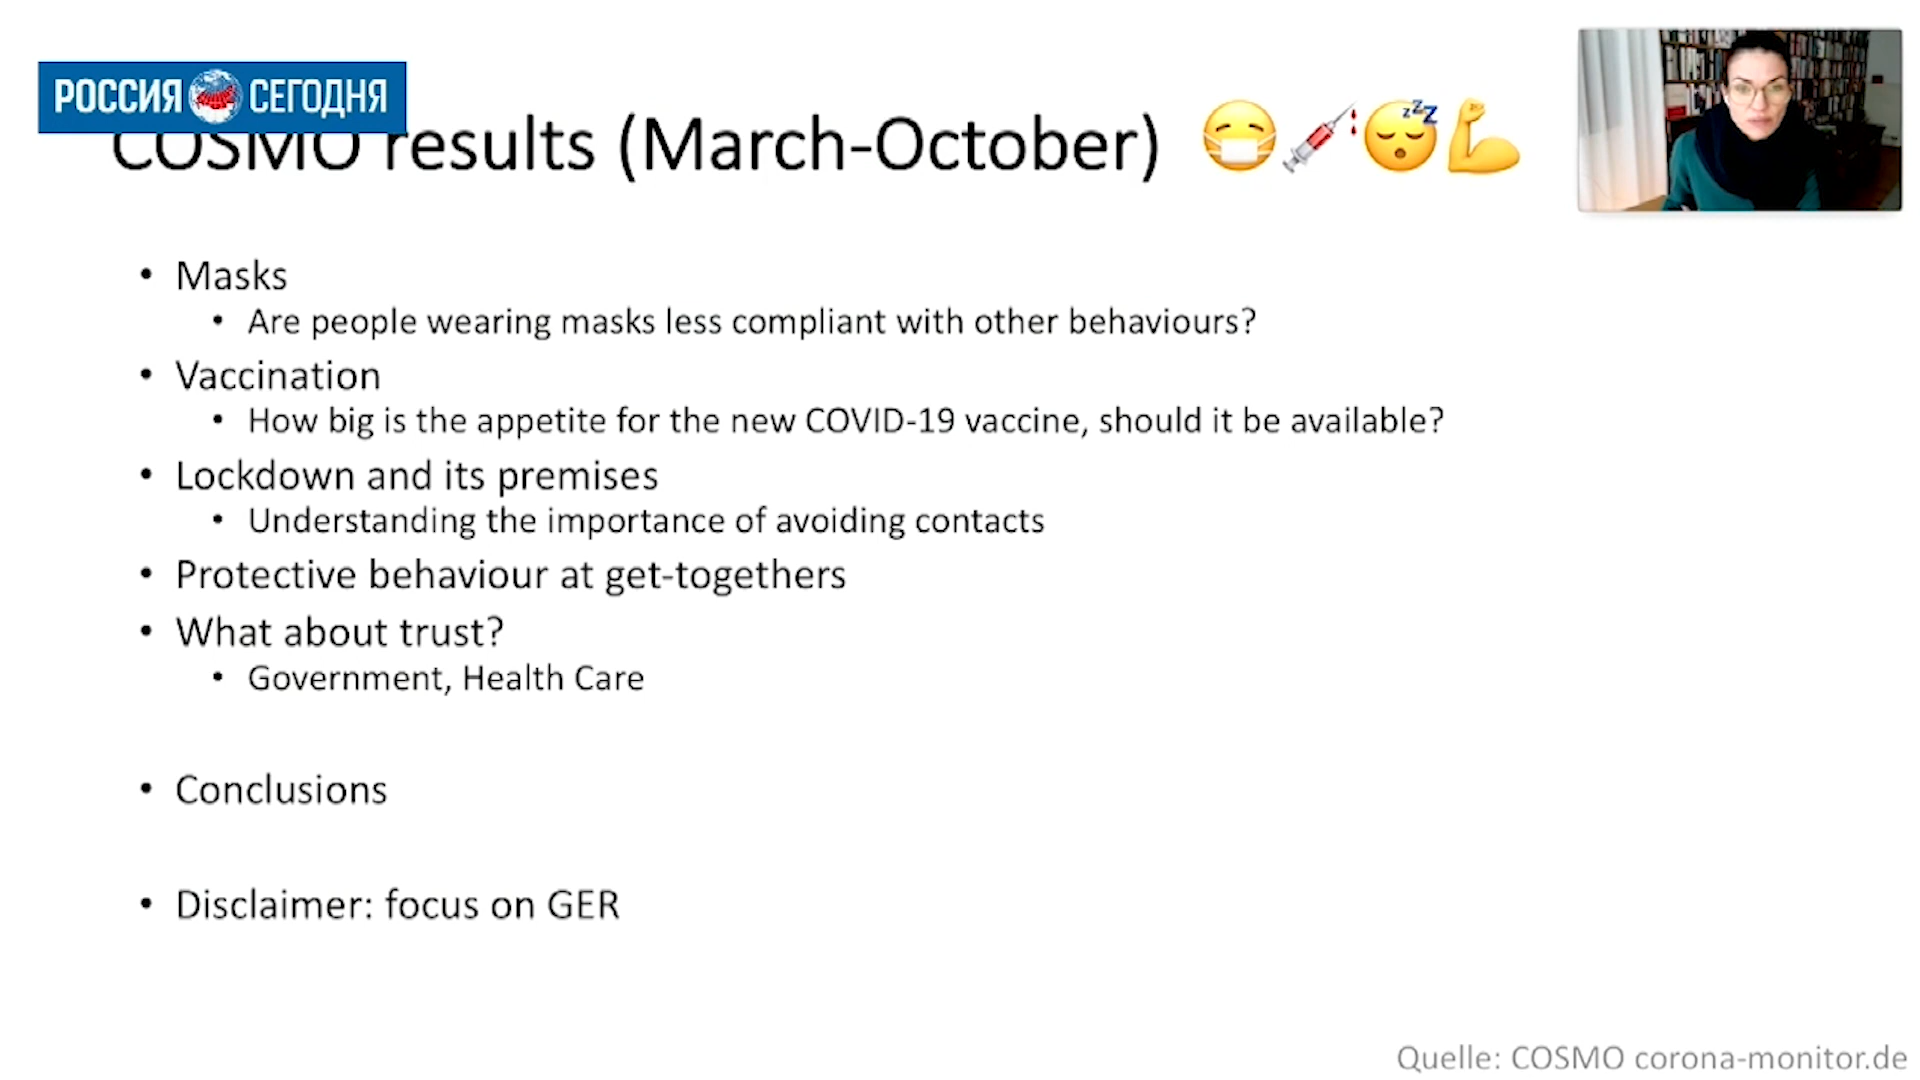 РОССИЯ СЕГОДНЯ
COSMO results (March-October)
• Masks
• Are people wearing masks less compliant with other behaviours?
• Vaccination
• How big is the appetite for the new COVID-19 vaccine, should it be available?
• Lockdown and its premises
• Understanding the importance of avoiding contacts
• Protective behaviour at get-togethers
• What about trust?
• Government, Health Care
• Conclusions
• Disclaimer: focus on GER
Quelle: COSMO corona-monitor.de